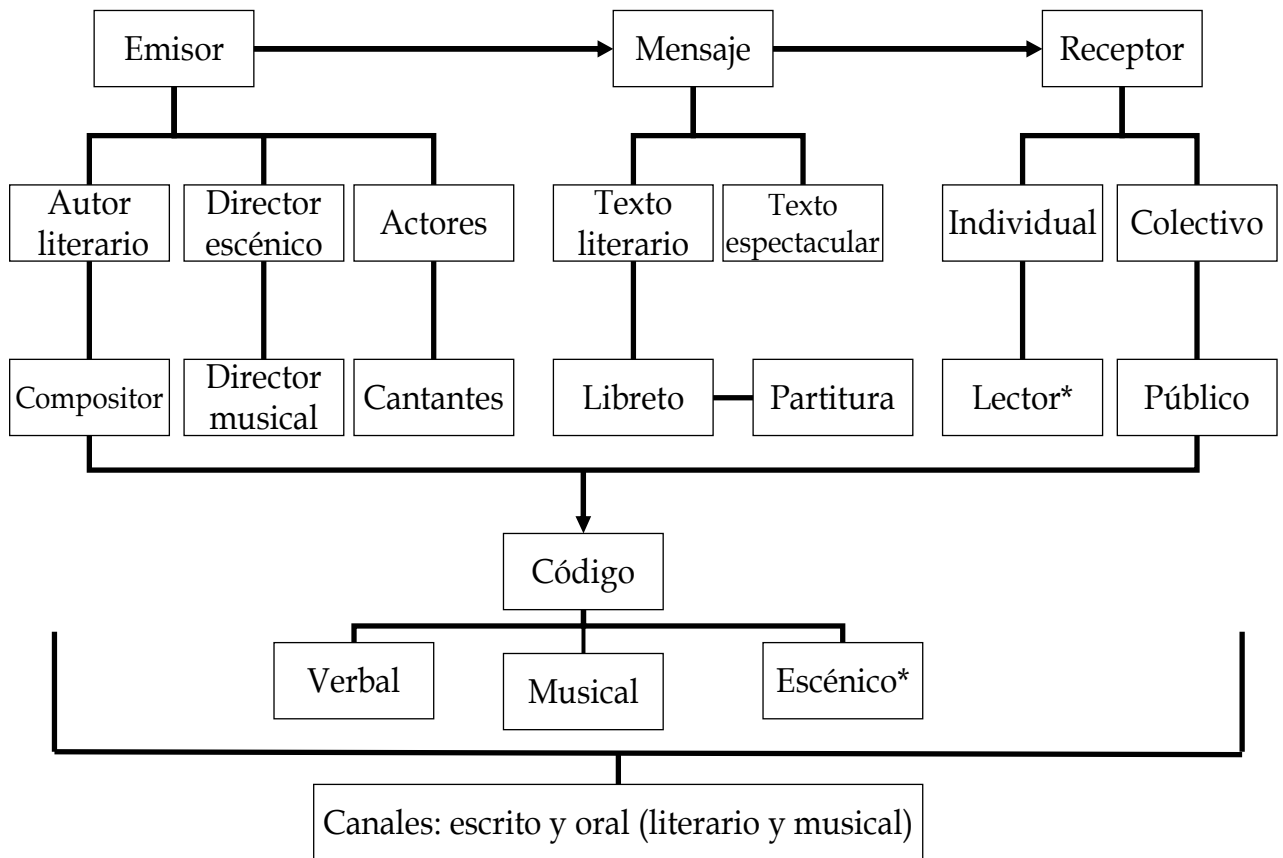 Emisor
Mensaje
Receptor
Autor
literario
Director
escénico
Actores
Texto
literario
Texto
espectacular
Individual
Colectivo
Compositor
Director
musical
Cantantes
Libreto
Partitura
Lector*
Público
Código
Verbal
Musical
Escénico*
Canales: escrito y oral (literario y musical)